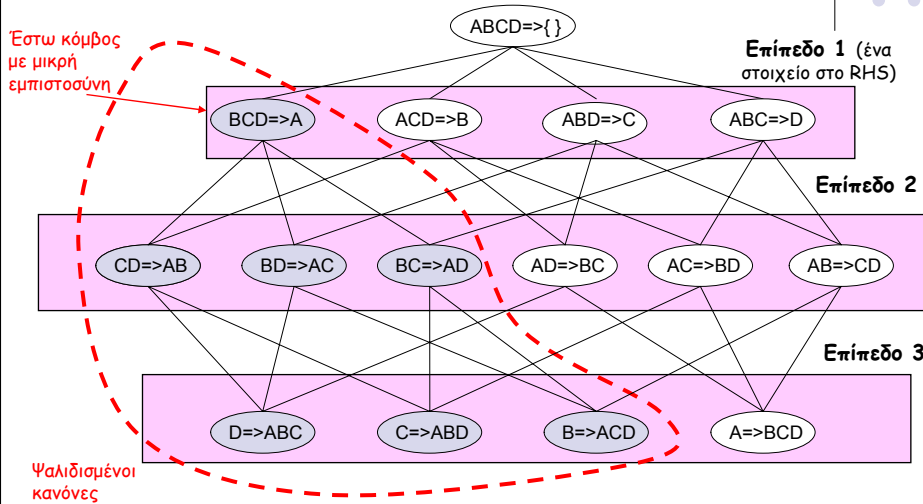 ABCD=>{ }
Έστω κόμβος
με μικρή
εμπιστοσύνη
Επίπεδο 1 (ένα
στοιχείο στο RHS)
BCD=>A ACD=>B ABD=>C ABC=>D
Επίπεδο 2
CD=>AB BD=>AC BC=>AD AD=>BC AC=>BD AB=>CD
Επίπεδο 3
D=>ABC C=>ABD B=>ACD A=>BCD
Ψαλιδισμένοι
κανόνες